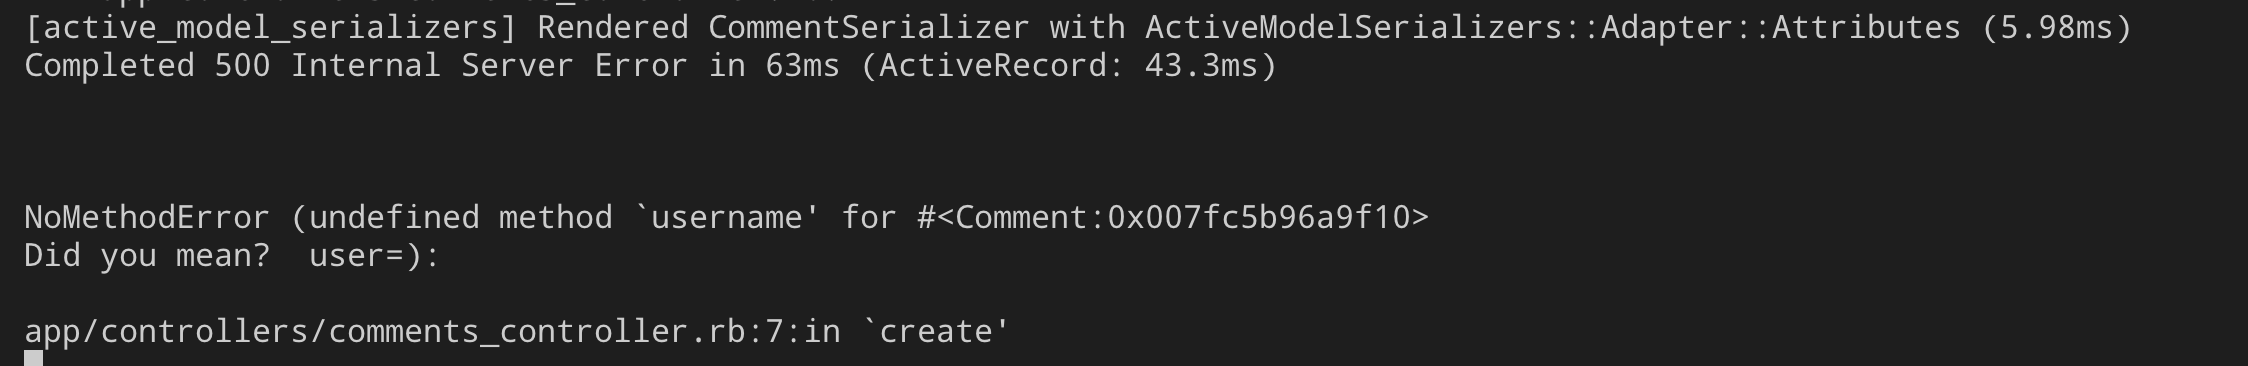 [active_model_serializers] Rendered CommentSerializer with ActiveModelSerializers::Adapter::Attributes (5.98ms)
Completed 500 Internal Server Error in 63ms (ActiveRecord: 43.3ms)
NoMethodError (undefined method `username' for #<Comment:0x007fc5b96a9f10>
Did you mean?  user=):
app/controllers/comments_controller.rb:7:in `create'